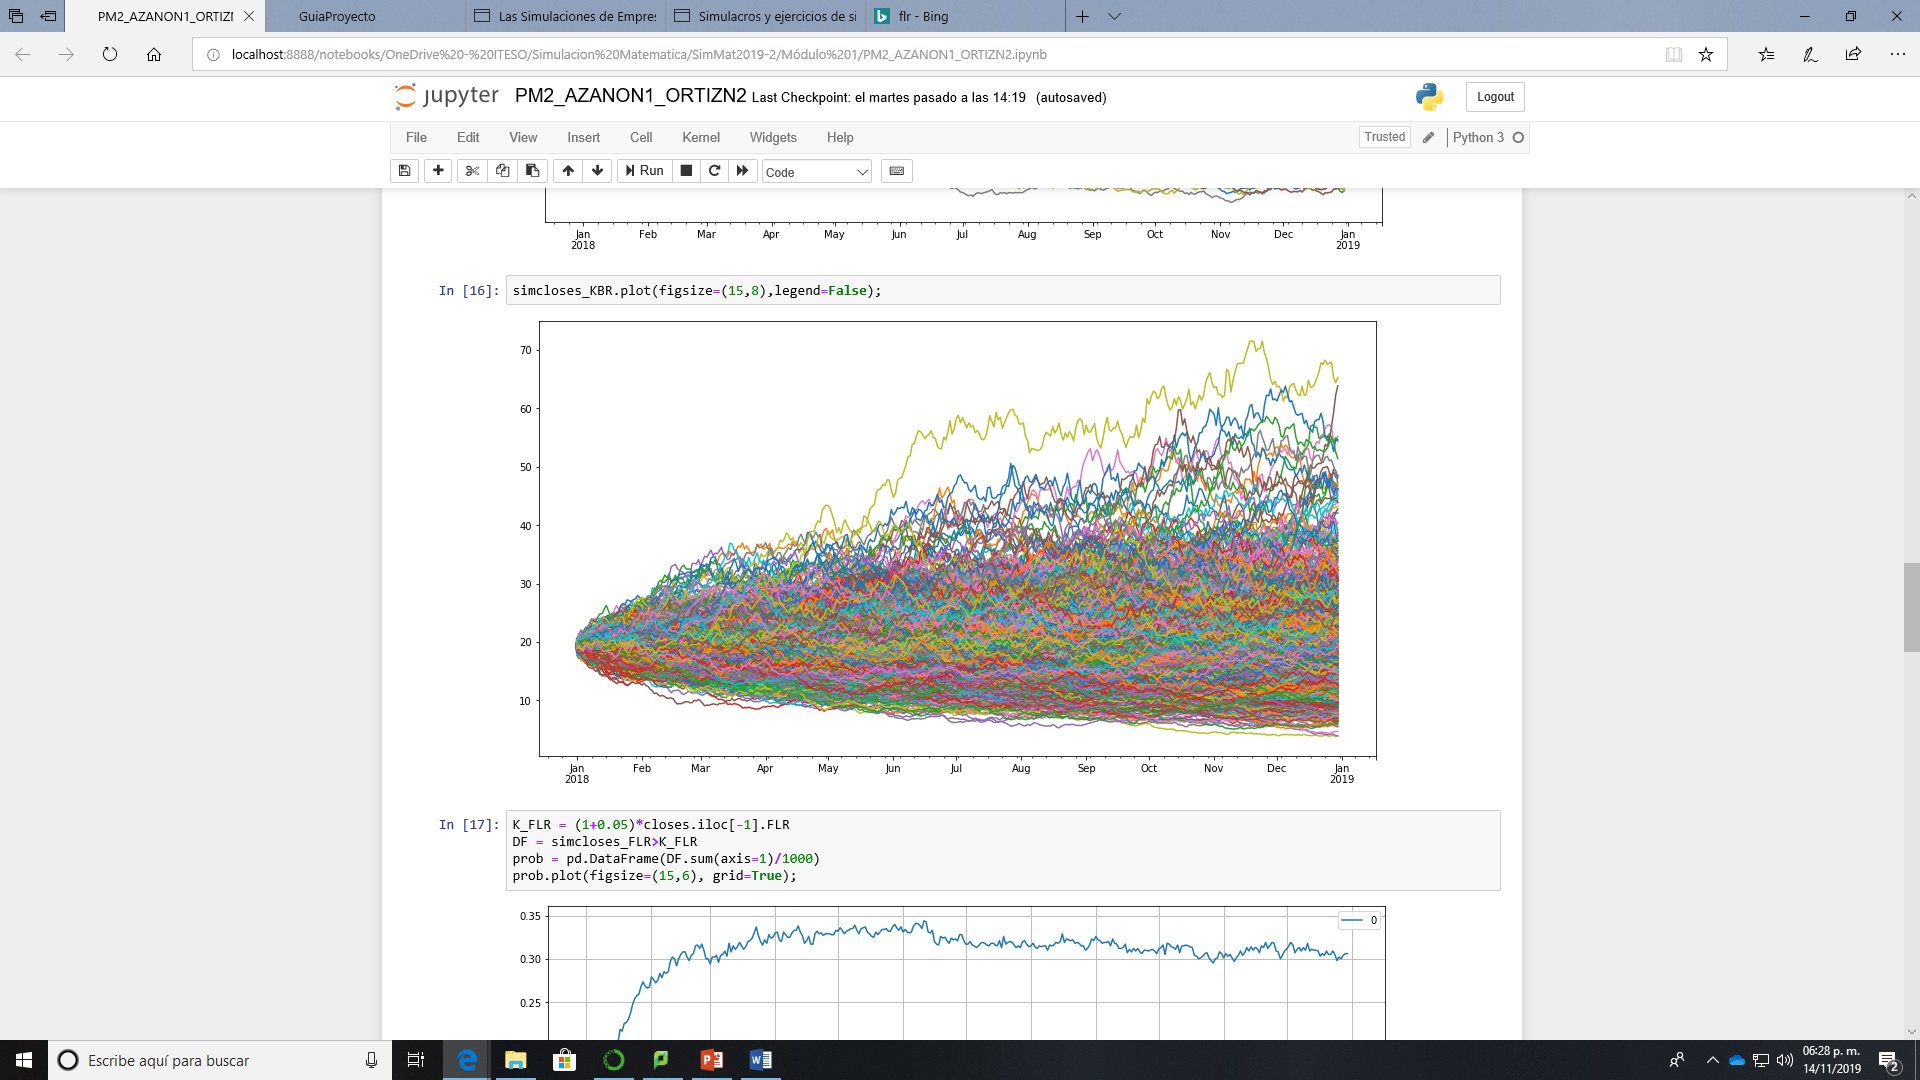 PM2_AZANON1_ORTIZI
GuiaProyecto
Las Simulaciones de Empres
Simulacros y ejercicios de si
flr - Bing
localhost:8888/notebooks/OneDrive%20-%20ITESO/Simulacion%20Matematica/SimMat2019-2/Módulo%201/PM2_AZANON1_ORTIZN2.ipynb
jupyter PM2_AZANON1_ORTIZN2 Last Checkpoint: el martes pasado a las 14:19 (autosaved)
Logout
File Edit View Insert Cell Kernel Widgets Help
Trusted
Python 3
Run
Code
Jan Feb Mar Apr May Jun Jul Aug Sep Oct Nov Dec Jan
2018 2019
In [16]: simcloses_KBR.plot(figsize=(15,8),legend=False);
70
60
50
40
30
20
10
Jan Feb Mar Apr May Jun Jul Aug Sep Oct Nov Dec Jan
2018 2019
In [17]: K_FLR = (1+0.05)*closes.iloc[-1].FLR
DF = simcloses_FLR>K_FLR
prob = pd.DataFrame(DF.sum(axis=1)/1000)
prob.plot(figsize=(15,6), grid=True);
0.35
0
0.30
0.25
Escribe aquí para buscar
06:28 p. m.
14/11/2019
2